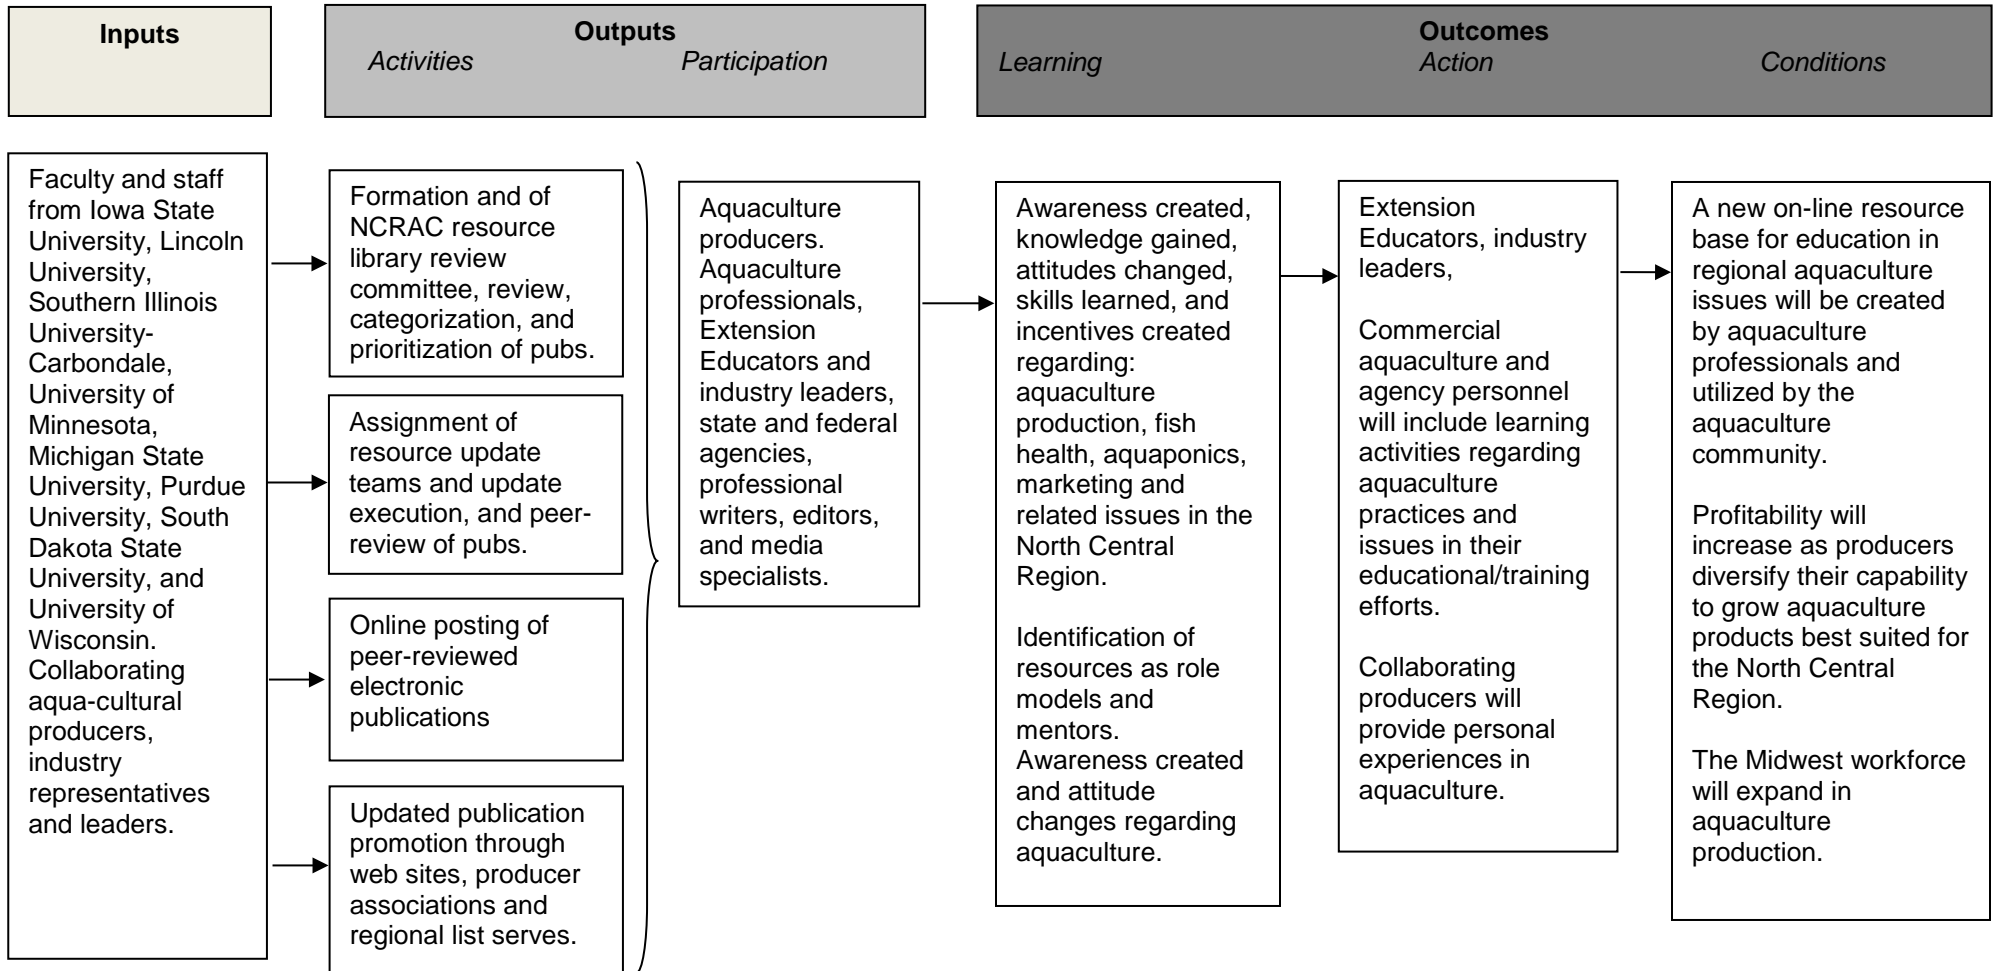 Inputs
Outputs
Activities
Participation
Outcomes
Learning
Action
Conditions
Faculty and staff
from Iowa State
University, Lincoln
University,
Southern Illinois
University-
Carbondale,
University of
Minnesota,
Michigan State
University, Purdue
University, South
Dakota State
University, and
University of
Wisconsin.
Collaborating
aqua-cultural
producers,
industry
representatives
and leaders.
Formation and of
NCRAC resource
library review
committee, review,
categorization, and
prioritization of pubs.
Assignment of
resource update
teams and update
execution, and peer-
review of pubs.
Online posting of
peer-reviewed
electronic
publications
Updated publication
promotion through
web sites, producer
associations and
regional list serves.
Aquaculture
producers.
Aquaculture
professionals,
Extension
Educators and
industry leaders,
state and federal
agencies,
professional
writers, editors,
and media
specialists.
Awareness created,
knowledge gained,
attitudes changed,
skills learned, and
incentives created
regarding:
aquaculture
production, fish
health, aquaponics,
marketing and
related issues in the
North Central
Region.
Identification of
resources as role
models and
mentors.
Awareness created
and attitude
changes regarding
aquaculture.
Extension
Educators, industry
leaders,
Commercial
aquaculture and
agency personnel
will include learning
activities regarding
aquaculture
practices and
issues in their
educational/training
efforts.
Collaborating
producers will
provide personal
experiences in
aquaculture.
A new on-line resource
base for education in
regional aquaculture
issues will be created
by aquaculture
professionals and
utilized by the
aquaculture
community.
Profitability will
increase as producers
diversify their capability
to grow aquaculture
products best suited for
the North Central
Region.
The Midwest workforce
will expand in
aquaculture
production.